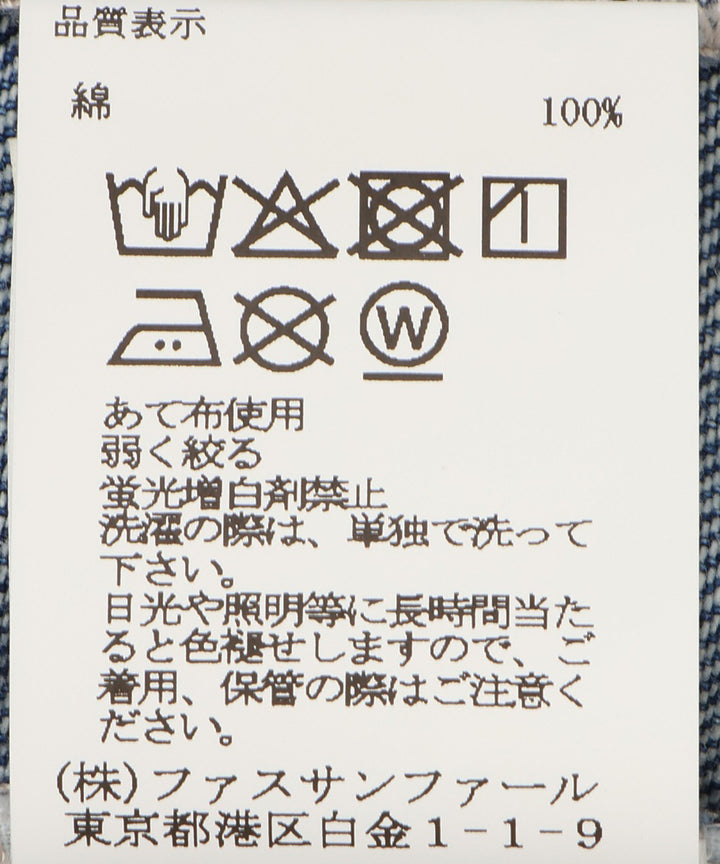 品質表示
綿 100%
W
あて布使用
弱く絞る
蛍光増白剤禁止
洗濯の際は、単独で洗って
下さい。
日光や照明等に長時間当た
ると色褪せしますので、ご
着用、保管の際はご注意く
ださい。
(株)ファスサンファール
東京都港区白金1-1-9